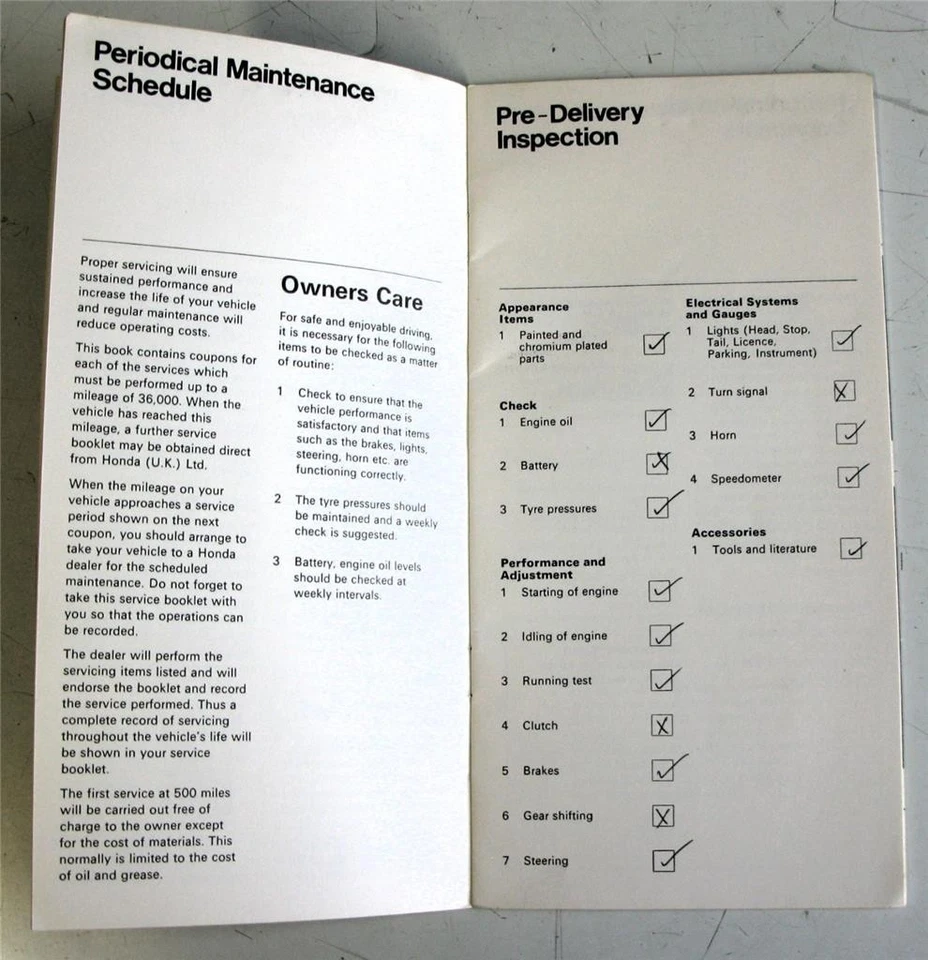 Periodical Maintenance
Schedule
Proper servicing will ensure
sustained performance and
increase the life of your vehicle
and regular maintenance will
reduce operating costs.
This book contains coupons for
each of the services which
must be performed up to a
mileage of 36,000. When the
vehicle has reached this
mileage, a further service
booklet may be obtained direct
from Honda (U.K.) Ltd.
When the mileage on your
vehicle approaches a service
period shown on the next
coupon, you should arrange to
take your vehicle to a Honda
dealer for the scheduled
maintenance. Do not forget to
take this service booklet with
you so that the operations can
be recorded.
The dealer will perform the
servicing items listed and will
endorse the booklet and record
the service performed. Thus a
complete record of servicing
throughout the vehicle's life will
be shown in your service
booklet.
The first service at 500 miles
will be carried out free of
charge to the owner except
for the cost of materials. This
normally is limited to the cost
of oil and grease.
Owners Care
For safe and enjoyable driving,
it is necessary for the following
items to be checked as a matter
of routine:
1 Check to ensure that the
vehicle performance is
satisfactory and that items
such as the brakes, lights,
steering, horn etc. are
functioning correctly.
2 The tyre pressures should
be maintained and a weekly
check is suggested.
3 Battery, engine oil levels
should be checked at
weekly intervals.
Pre-Delivery
Inspection
Appearance
Items
1 Painted and
chromium plated
parts
Check
1 Engine oil
2 Battery
3 Tyre pressures
Performance and
Adjustment
1 Starting of engine
2 Idling of engine
3 Running test
4 Clutch
5 Brakes
6 Gear shifting
7 Steering
Electrical Systems
and Gauges
1 Lights (Head, Stop,
Tail, Licence,
Parking, Instrument)
2 Turn signal
3 Horn
4 Speedometer
Accessories
1 Tools and literature